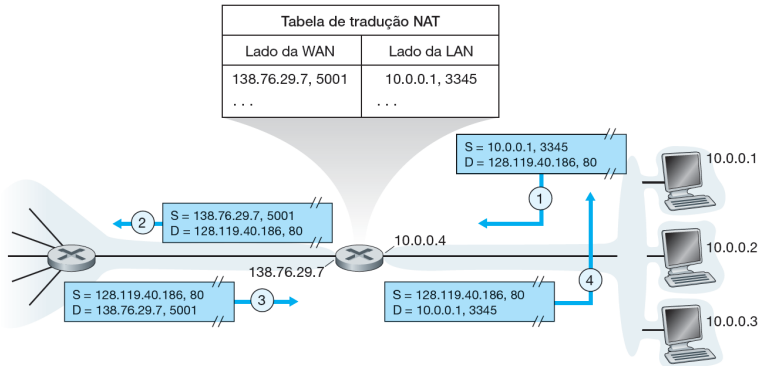 Tabela de tradução NAT
Lado da WAN Lado da LAN
138.76.29.7, 5001 10.0.0.1, 3345
. . . . . .
S = 10.0.0.1, 3345
D = 128.119.40.186, 80
1
10.0.0.1
S = 138.76.29.7, 5001
D = 128.119.40.186, 80
2
10.0.0.4
10.0.0.2
138.76.29.7
4
S = 128.119.40.186, 80
D = 138.76.29.7, 5001
3
S = 128.119.40.186, 80
D = 10.0.0.1, 3345
10.0.0.3